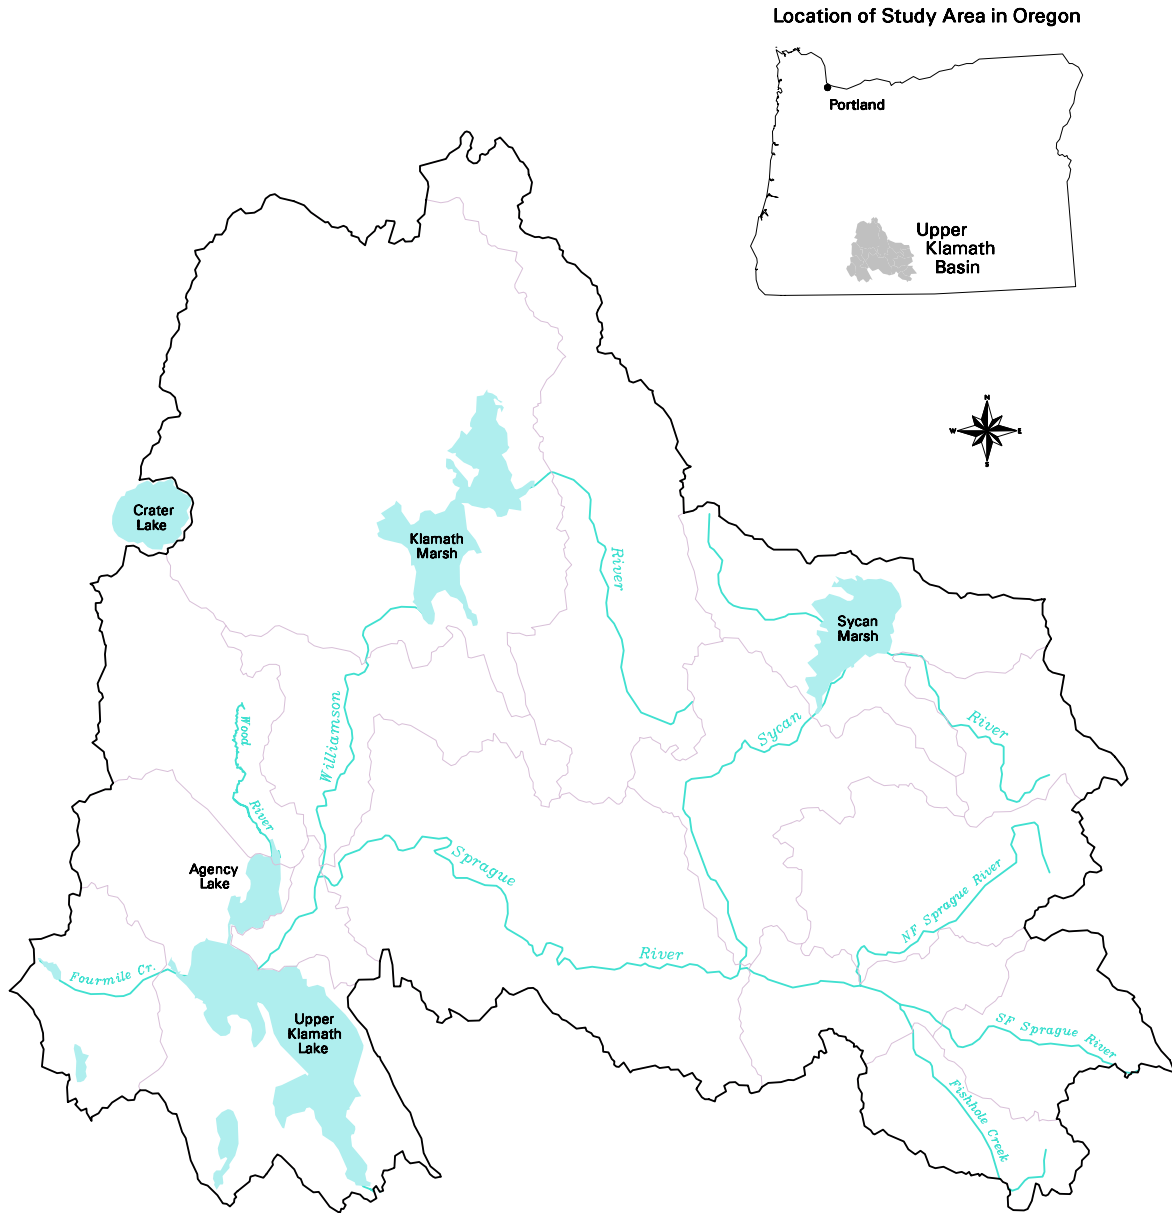 Location of Study Area in Oregon
Portland
Upper
Klamath
Basin
N
W
E
S
Crater
Lake
Klamath
Marsh
River
Sycan
Marsh
Sycan
River
Williamson
Wood
River
Agency
Lake
Sprague
River
NF Sprague River
Fourmile Cr.
Upper
Klamath
Lake
SF Sprague River
Fishhole Creek